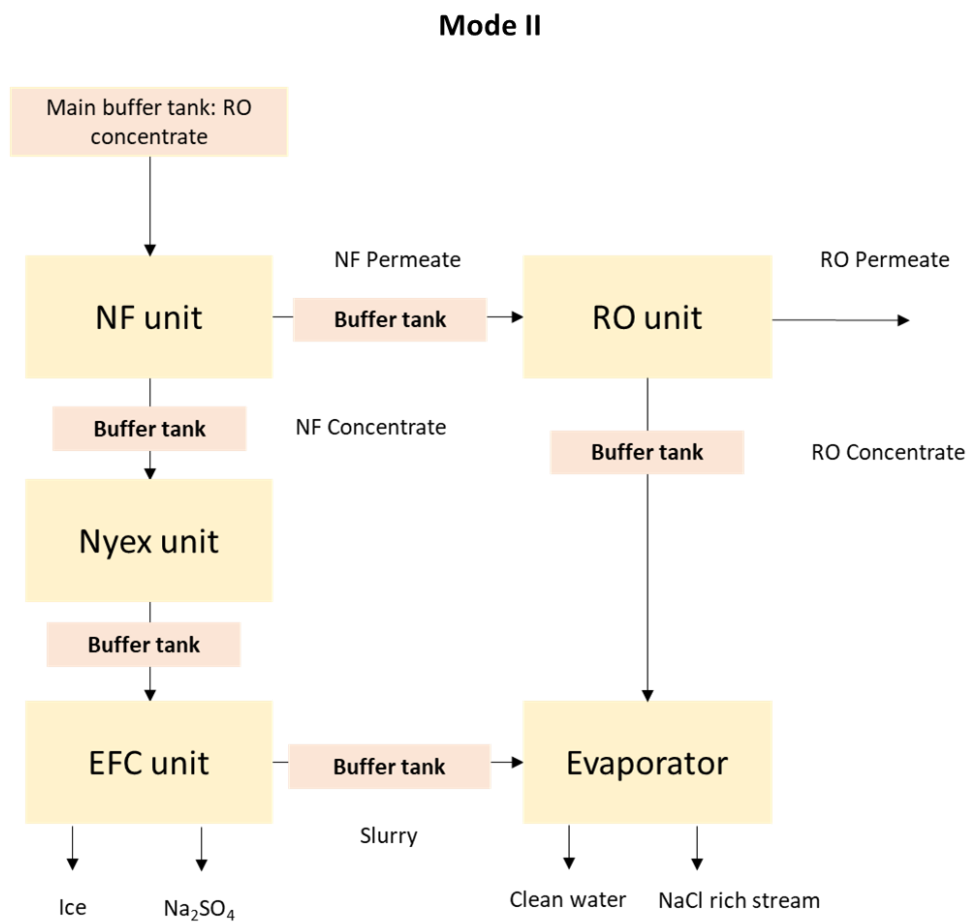 Mode II
Main buffer tank: RO
concentrate
NF Permeate
RO Permeate
NF unit
Buffer tank
RO unit
Buffer tank
NF Concentrate
Buffer tank
RO Concentrate
Nyex unit
Buffer tank
EFC unit
Buffer tank
Evaporator
Slurry
Ice
Na₂SO₄
Clean water
NaCl rich stream